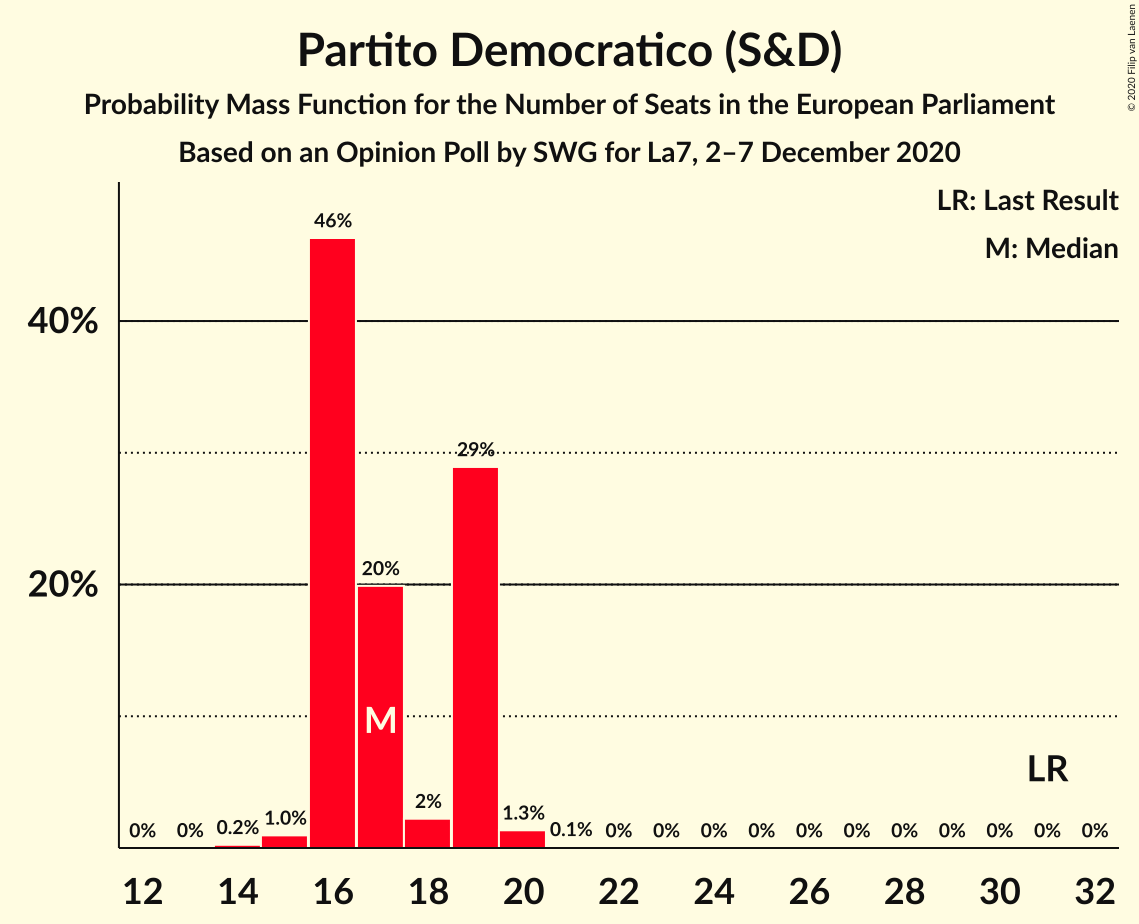 Partito Democratico (S&D)
Probability Mass Function for the Number of Seats in the European Parliament
Based on an Opinion Poll by SWG for La7, 2–7 December 2020
© 2020 Filip van Laenen
LR: Last Result
M: Median
46%
40%
29%
20%
20%
M
LR
0% 0% 0.2% 1.0% 2% 1.3% 0.1% 0% 0% 0% 0% 0% 0% 0% 0% 0% 0% 0%
12 14 16 18 20 22 24 26 28 30 32